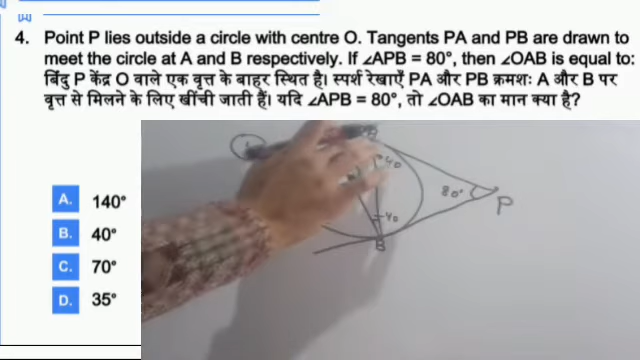 4. Point P lies outside a circle with centre O. Tangents PA and PB are drawn to
meet the circle at A and B respectively. If ∠APB = 80°, then ∠OAB is equal to:
बिंदु P केंद्र O वाले एक वृत्त के बाहर स्थित है। स्पर्श रेखाएँ PA और PB क्रमशः A और B पर
वृत्त से मिलने के लिए खींची जाती हैं। यदि ∠APB = 80°, तो ∠OAB का मान क्या है?
A. 140°
B. 40°
C. 70°
D. 35°
40
80°
P
40
B